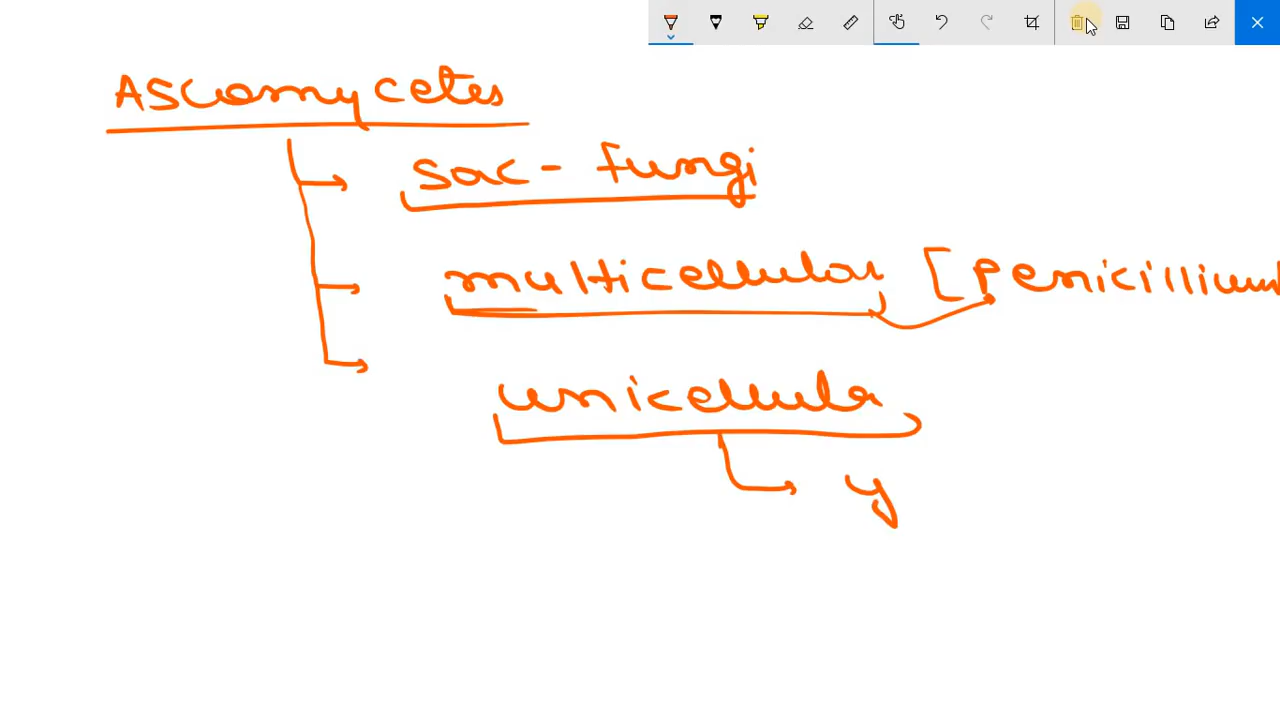 Ascomycetes
sac - fungi
multicellular [Penicillium
unicellula
y